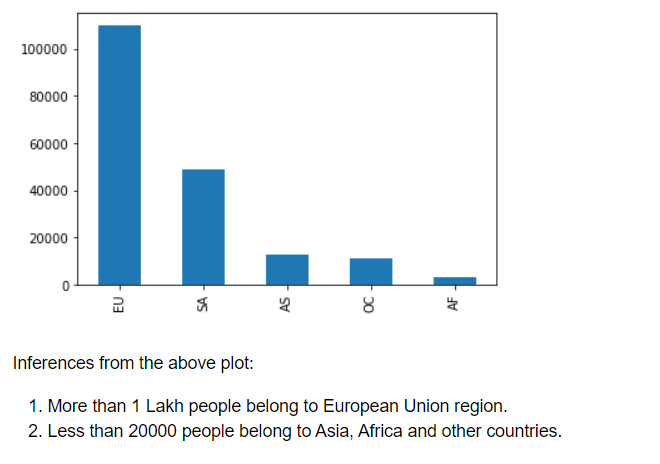 100000
80000
60000
40000
20000
0
EU
SA
AS
OC
AF
Inferences from the above plot:
1. More than 1 Lakh people belong to European Union region.
2. Less than 20000 people belong to Asia, Africa and other countries.